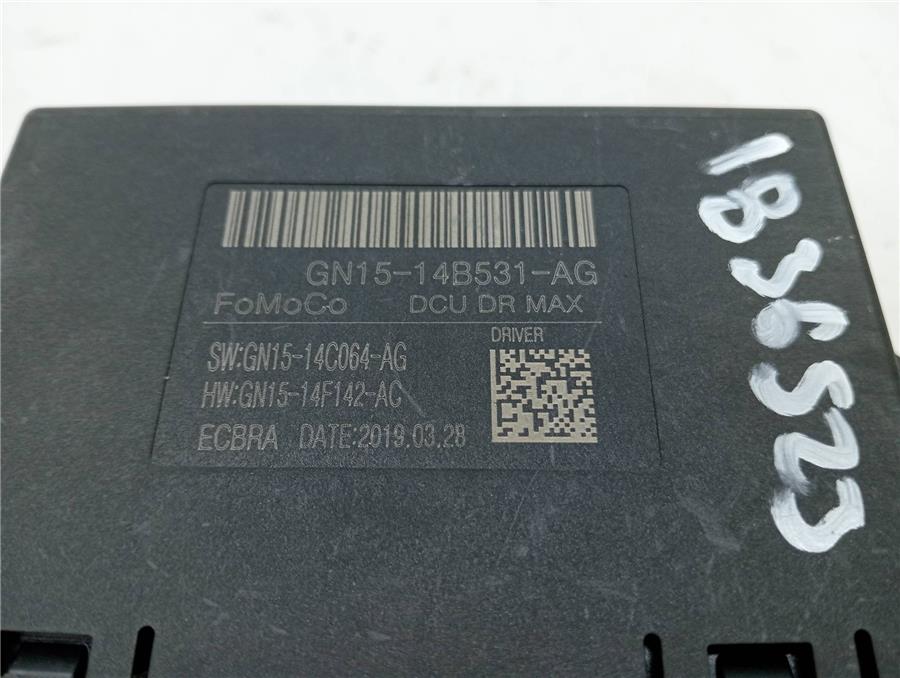 GN15-14B531-AG
FoMoCo DCU DR MAX
DRIVER
SW:GN15-14C064-AG
HW:GN15-14F142-AC
ECBRA DATE:2019.03.28